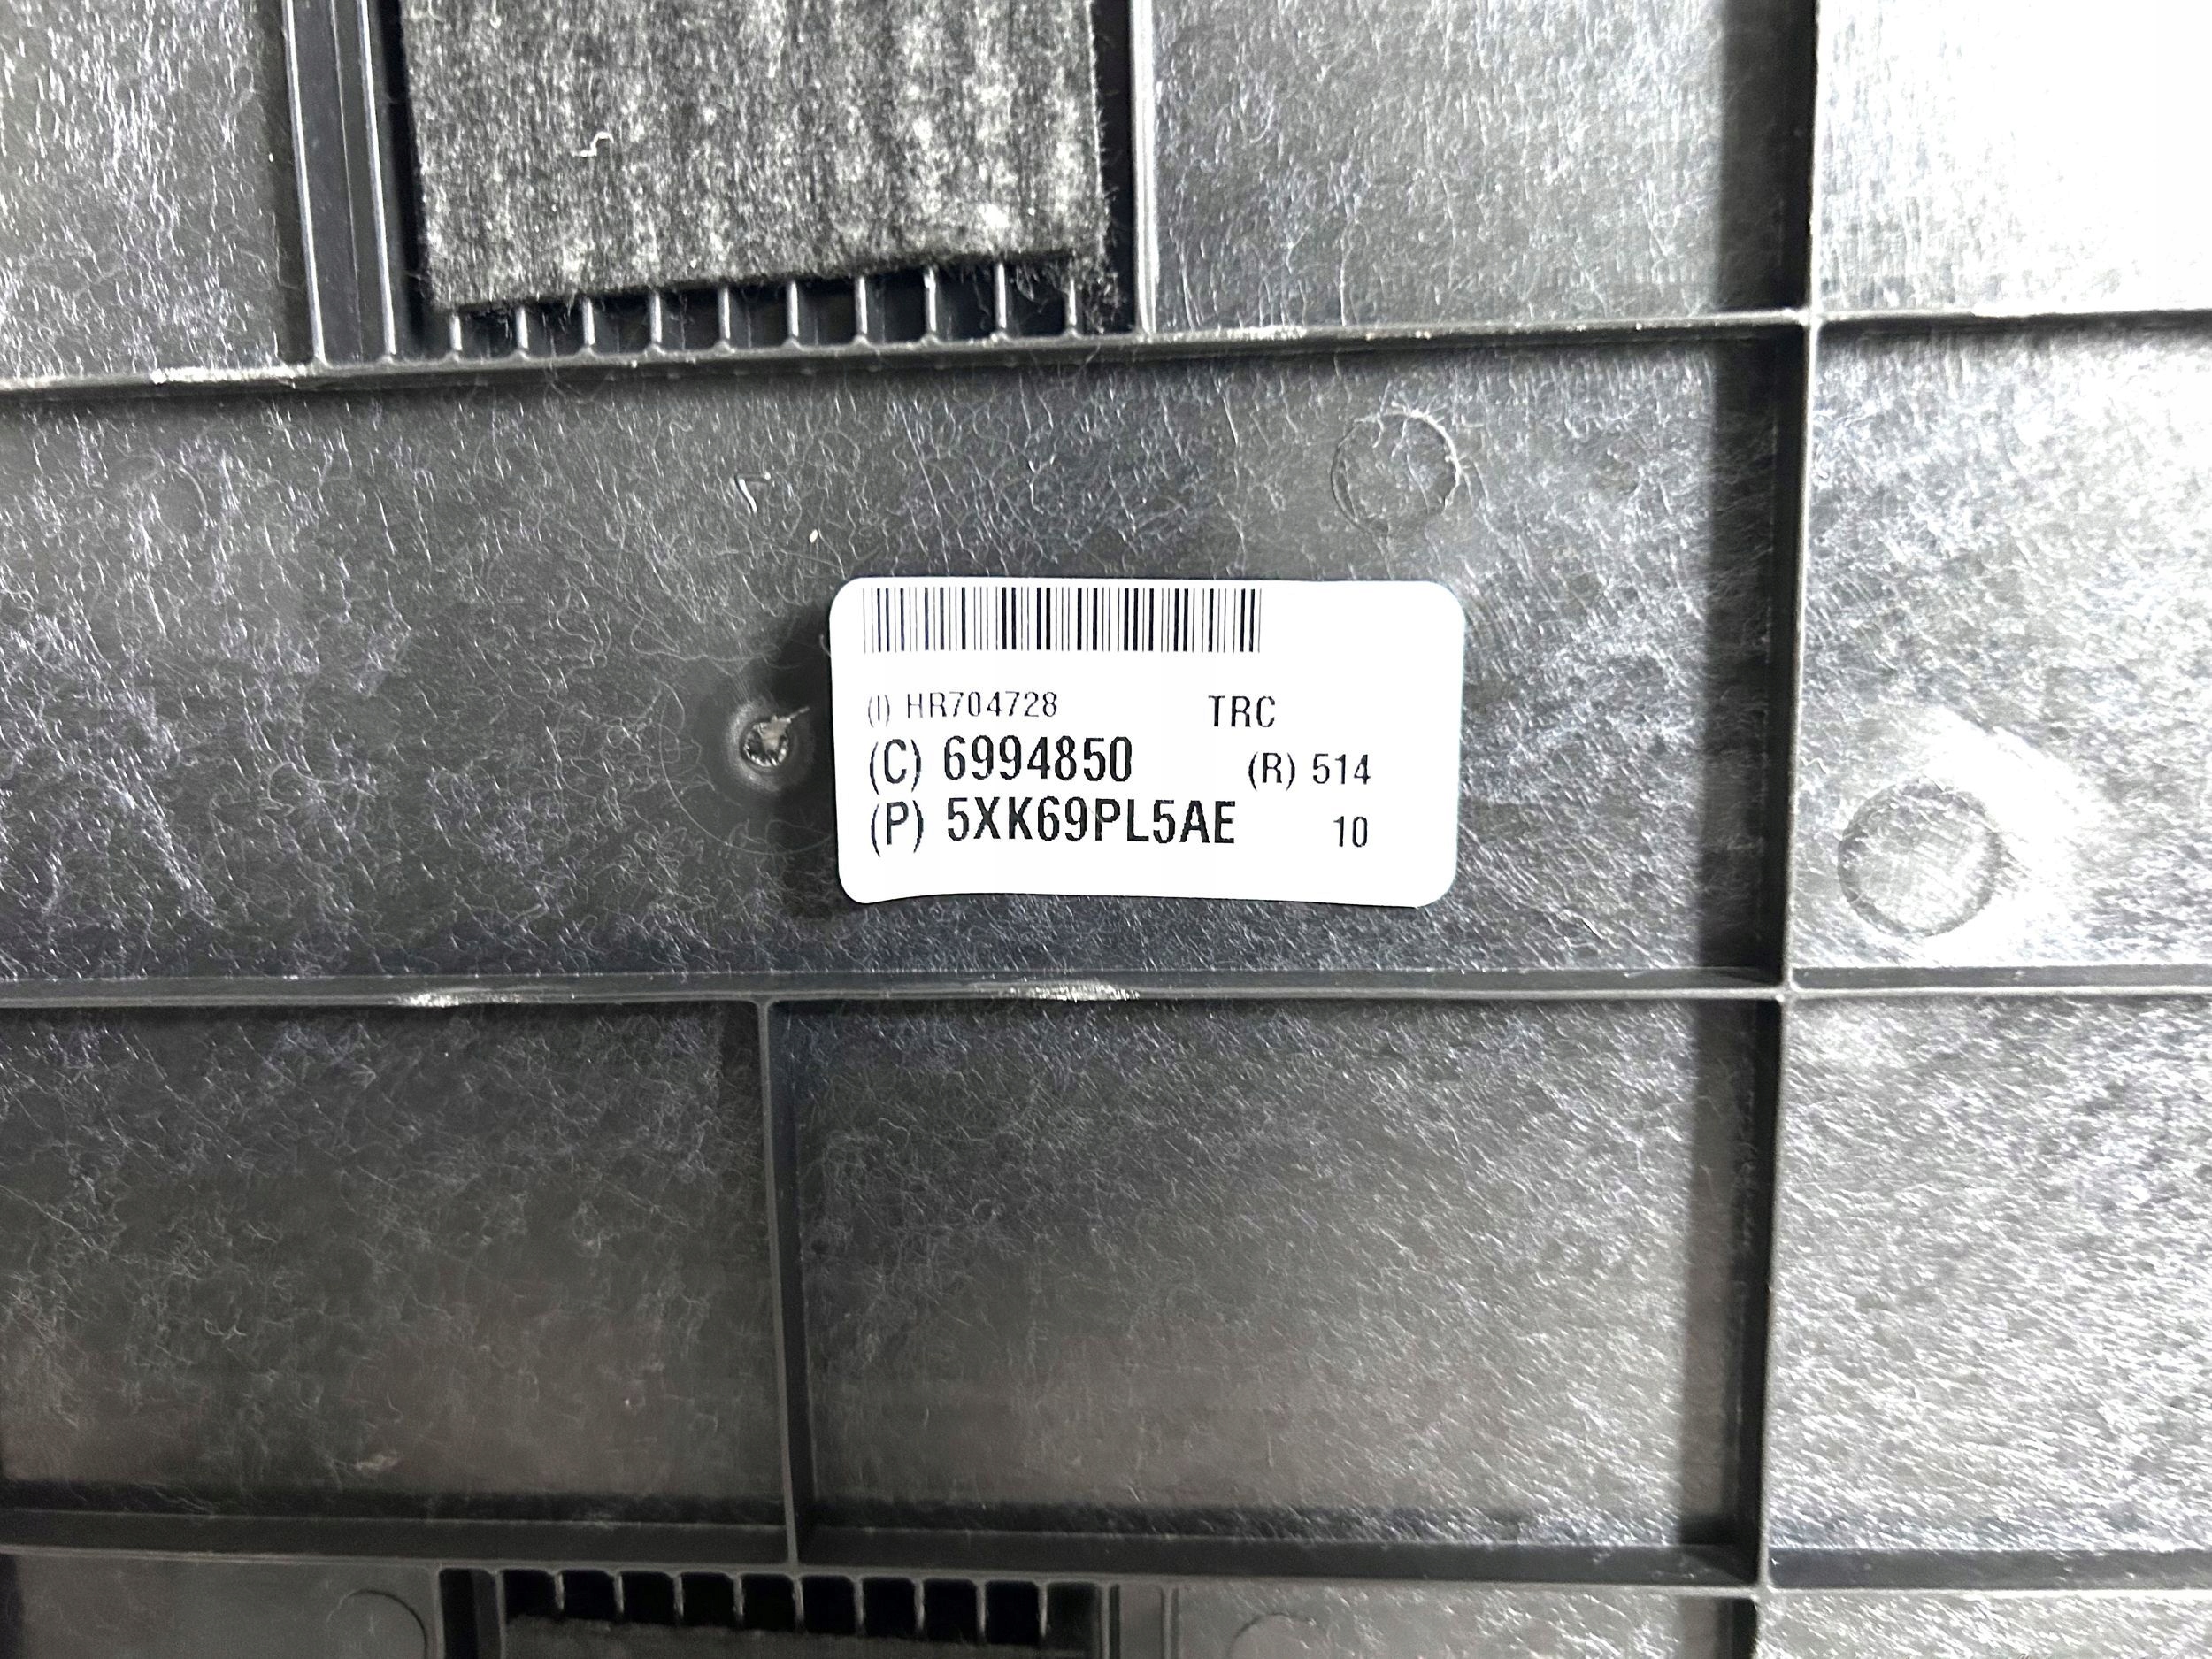 (I) HR704728 TRC
(C) 6994850 (R) 514
(P) 5XK69PL5AE 10